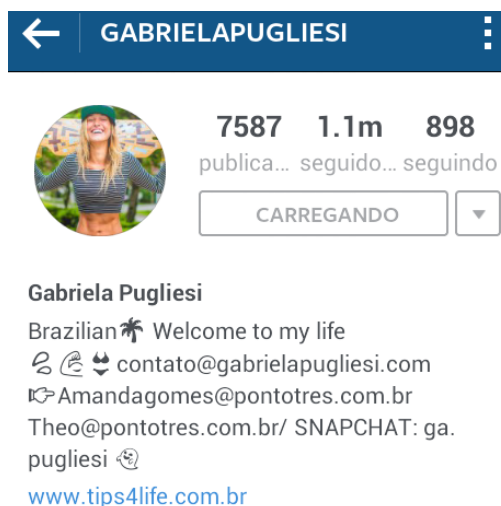 GABRIELAPUGLIESI
7587 1.1m 898
publica... seguido... seguindo
CARREGANDO
Gabriela Pugliesi
Brazilian🌴 Welcome to my life
💪👙 contato@gabrielapugliesi.com
👉Amandagomes@pontotres.com.br
Theo@pontotres.com.br/ SNAPCHAT: ga.
pugliesi 👻
www.tips4life.com.br